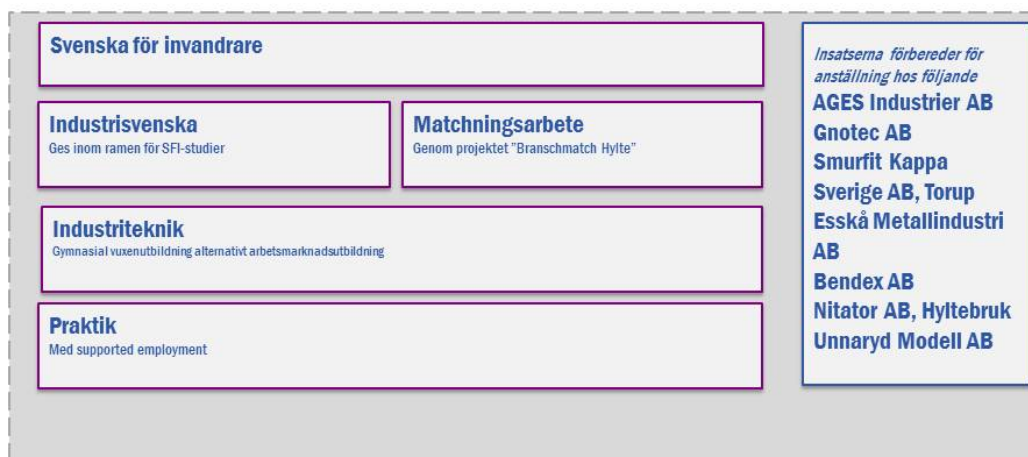 Svenska för invandrare
Industrisvenska
Ges inom ramen för SFI-studier
Matchningsarbete
Genom projektet ”Branschmatch Hylte”
Industriteknik
Gymnasial vuxenutbildning alternativt arbetsmarknadsutbildning
Praktik
Med supported employment
Insatserna förbereder för
anställning hos följande
AGES Industrier AB
Gnotec AB
Smurfit Kappa
Sverige AB, Torup
Esskå Metallindustri
AB
Bendex AB
Nitator AB, Hyltebruk
Unnaryd Modell AB